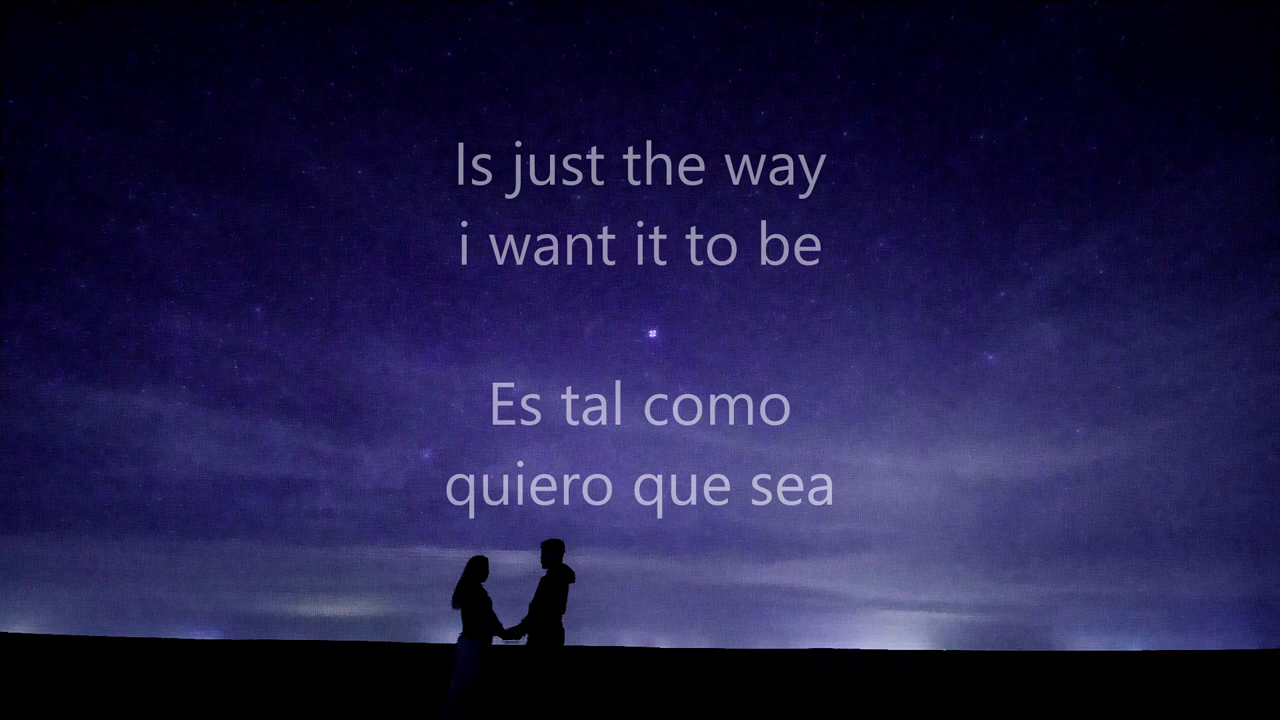 Is just the way
i want it to be
Es tal como
quiero que sea